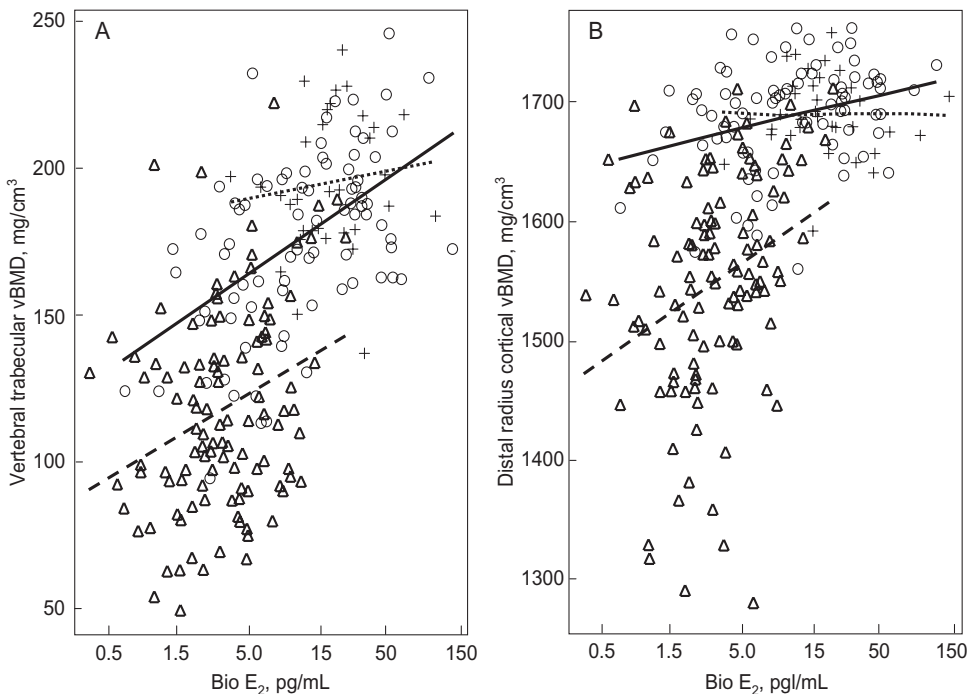 A
Vertebral trabecular vBMD, mg/cm³
250
200
150
100
50
0.5 1.5 5.0 15 50 150
Bio E₂, pg/mL
B
Distal radius cortical vBMD, mg/cm³
1700
1600
1500
1400
1300
0.5 1.5 5.0 15 50 150
Bio E₂, pgl/mL